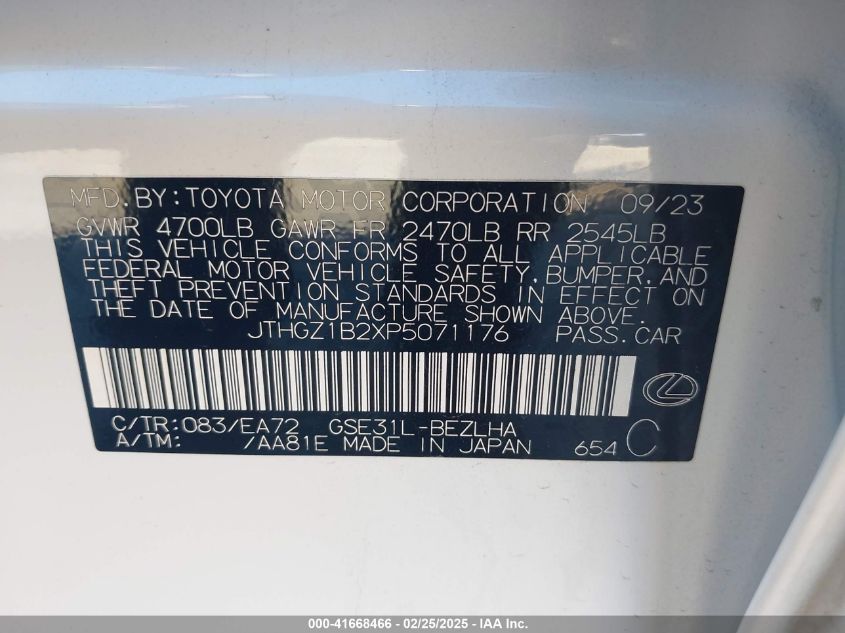 MFD. BY: TOYOTA MOTOR CORPORATION 09/23
GVWR 4700LB GAWR FR 2470LB RR 2545LB
THIS VEHICLE CONFORMS TO ALL APPLICABLE
FEDERAL MOTOR VEHICLE SAFETY, BUMPER, AND
THEFT PREVENTION STANDARDS IN EFFECT ON
THE DATE OF MANUFACTURE SHOWN ABOVE.
JTHGZ1B2XP5071176 PASS. CAR
C/TR: 083/EA72 GSE31L-BEZLHA
A/TM: /AA81E MADE IN JAPAN 654 C
000-41668466 - 02/25/2025 - IAA Inc.